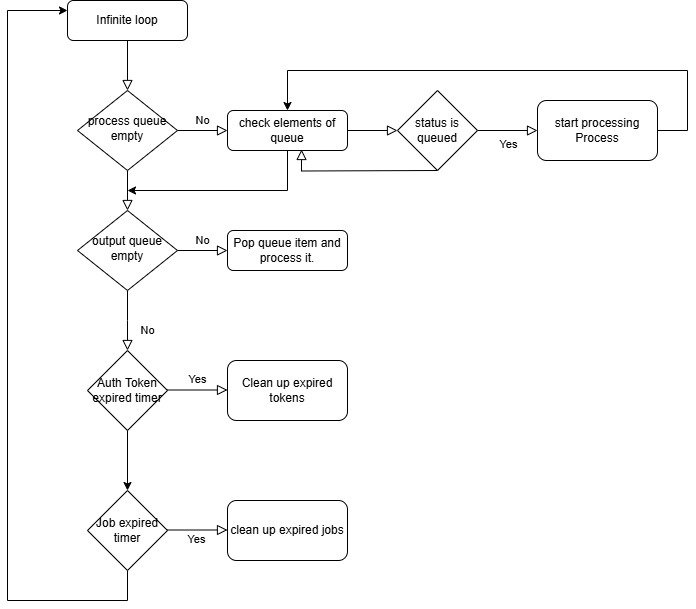 Infinite loop
process queue
empty
No
check elements of
queue
status is
queued
Yes
start processing
Process
output queue
empty
No
Pop queue item and
process it.
No
Auth Token
expired timer
Yes
Clean up expired
tokens
Job expired
timer
Yes
clean up expired jobs